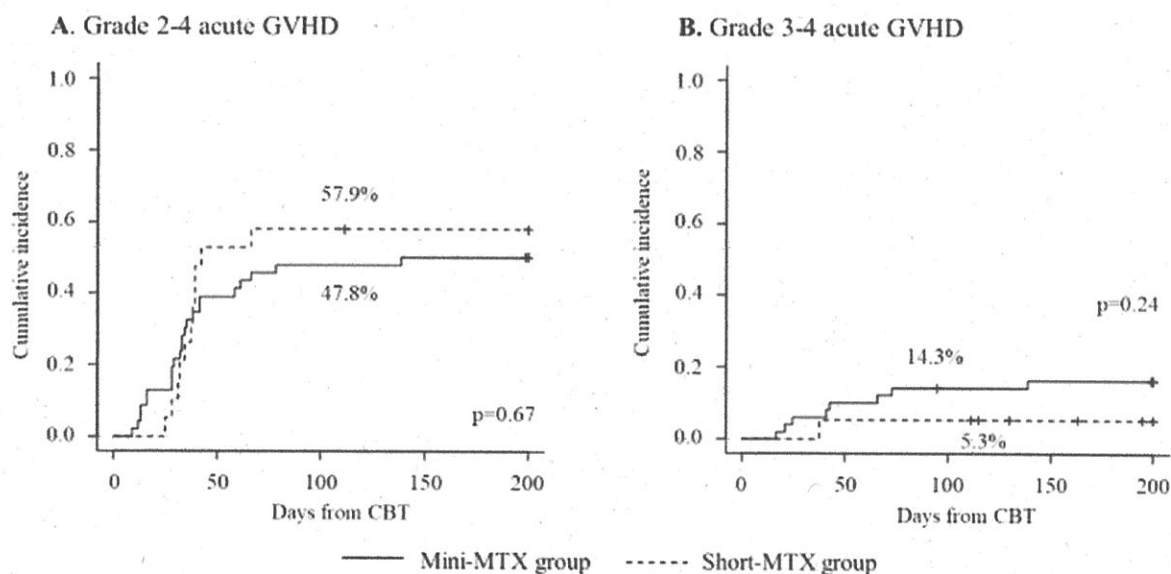 A. Grade 2-4 acute GVHD
1.0
0.8
0.6
0.4
0.2
0.0
Cumulative incidence
57.9%
47.8%
p=0.67
0 50 100 150 200
Days from CBT
B. Grade 3-4 acute GVHD
1.0
0.8
0.6
0.4
0.2
0.0
Cumulative incidence
p=0.24
14.3%
5.3%
0 50 100 150 200
Days from CBT
Mini-MTX group Short-MTX group